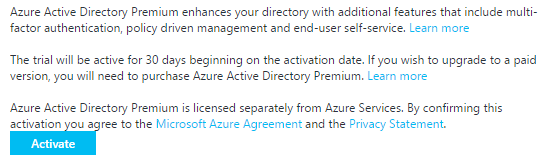 Azure Active Directory Premium enhances your directory with additional features that include multi-
factor authentication, policy driven management and end-user self-service. Learn more
The trial will be active for 30 days beginning on the activation date. If you wish to upgrade to a paid
version, you will need to purchase Azure Active Directory Premium. Learn more
Azure Active Directory Premium is licensed separately from Azure Services. By confirming this
activation you agree to the Microsoft Azure Agreement and the Privacy Statement.
Activate